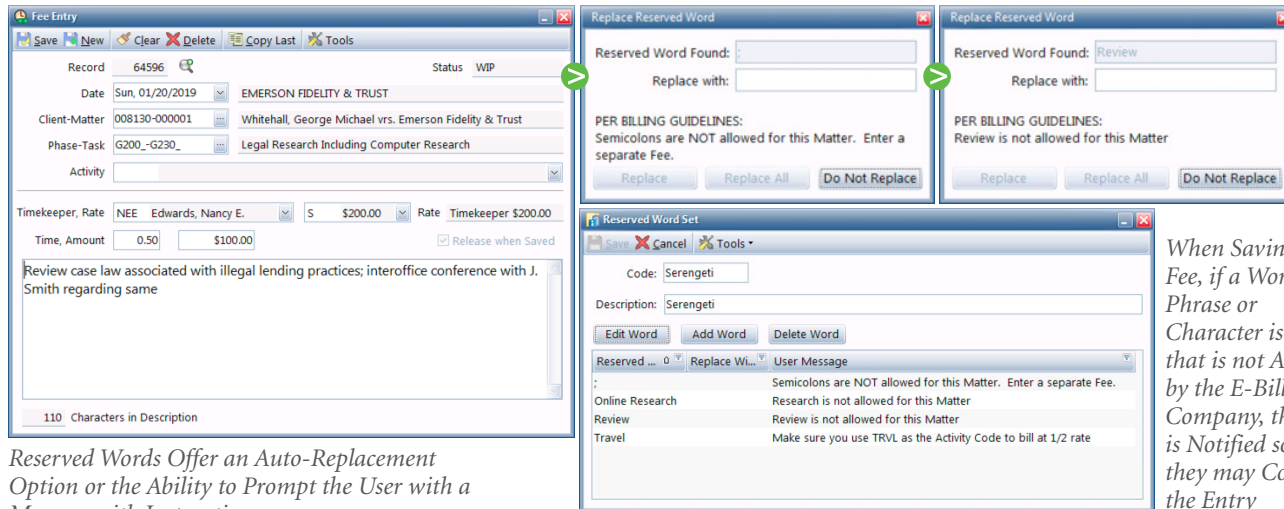 Fee Entry
Save New Clear Delete Copy Last Tools
Record 64596 Status WIP
Date Sun, 01/20/2019 EMERSON FIDELITY & TRUST
Client-Matter 008130-000001 Whitehall, George Michael vrs. Emerson Fidelity & Trust
Phase-Task G200_-G230_ Legal Research Including Computer Research
Activity
Timekeeper, Rate NEE Edwards, Nancy E. S $200.00 Rate Timekeeper $200.00
Time, Amount 0.50 $100.00 Release when Saved
Review case law associated with illegal lending practices; interoffice conference with J.
Smith regarding same
110 Characters in Description
Reserved Words Offer an Auto-Replacement
Option or the Ability to Prompt the User with a
Replace Reserved Word
Reserved Word Found: ;
Replace with:
PER BILLING GUIDELINES:
Semicolons are NOT allowed for this Matter. Enter a
separate Fee.
Replace Replace All Do Not Replace
Replace Reserved Word
Reserved Word Found: Review
Replace with:
PER BILLING GUIDELINES:
Review is not allowed for this Matter
Replace Replace All Do Not Replace
Reserved Word Set
Save Cancel Tools
Code: Serengeti
Description: Serengeti
Edit Word Add Word Delete Word
Reserved ... Replace Wi... User Message
; Semicolons are NOT allowed for this Matter. Enter a separate Fee.
Online Research Research is not allowed for this Matter
Review Review is not allowed for this Matter
Travel Make sure you use TRVL as the Activity Code to bill at 1/2 rate
When Savin
Fee, if a Wor
Phrase or
Character is
that is not A
by the E-Bill
Company, th
is Notified so
they may Co
the Entry